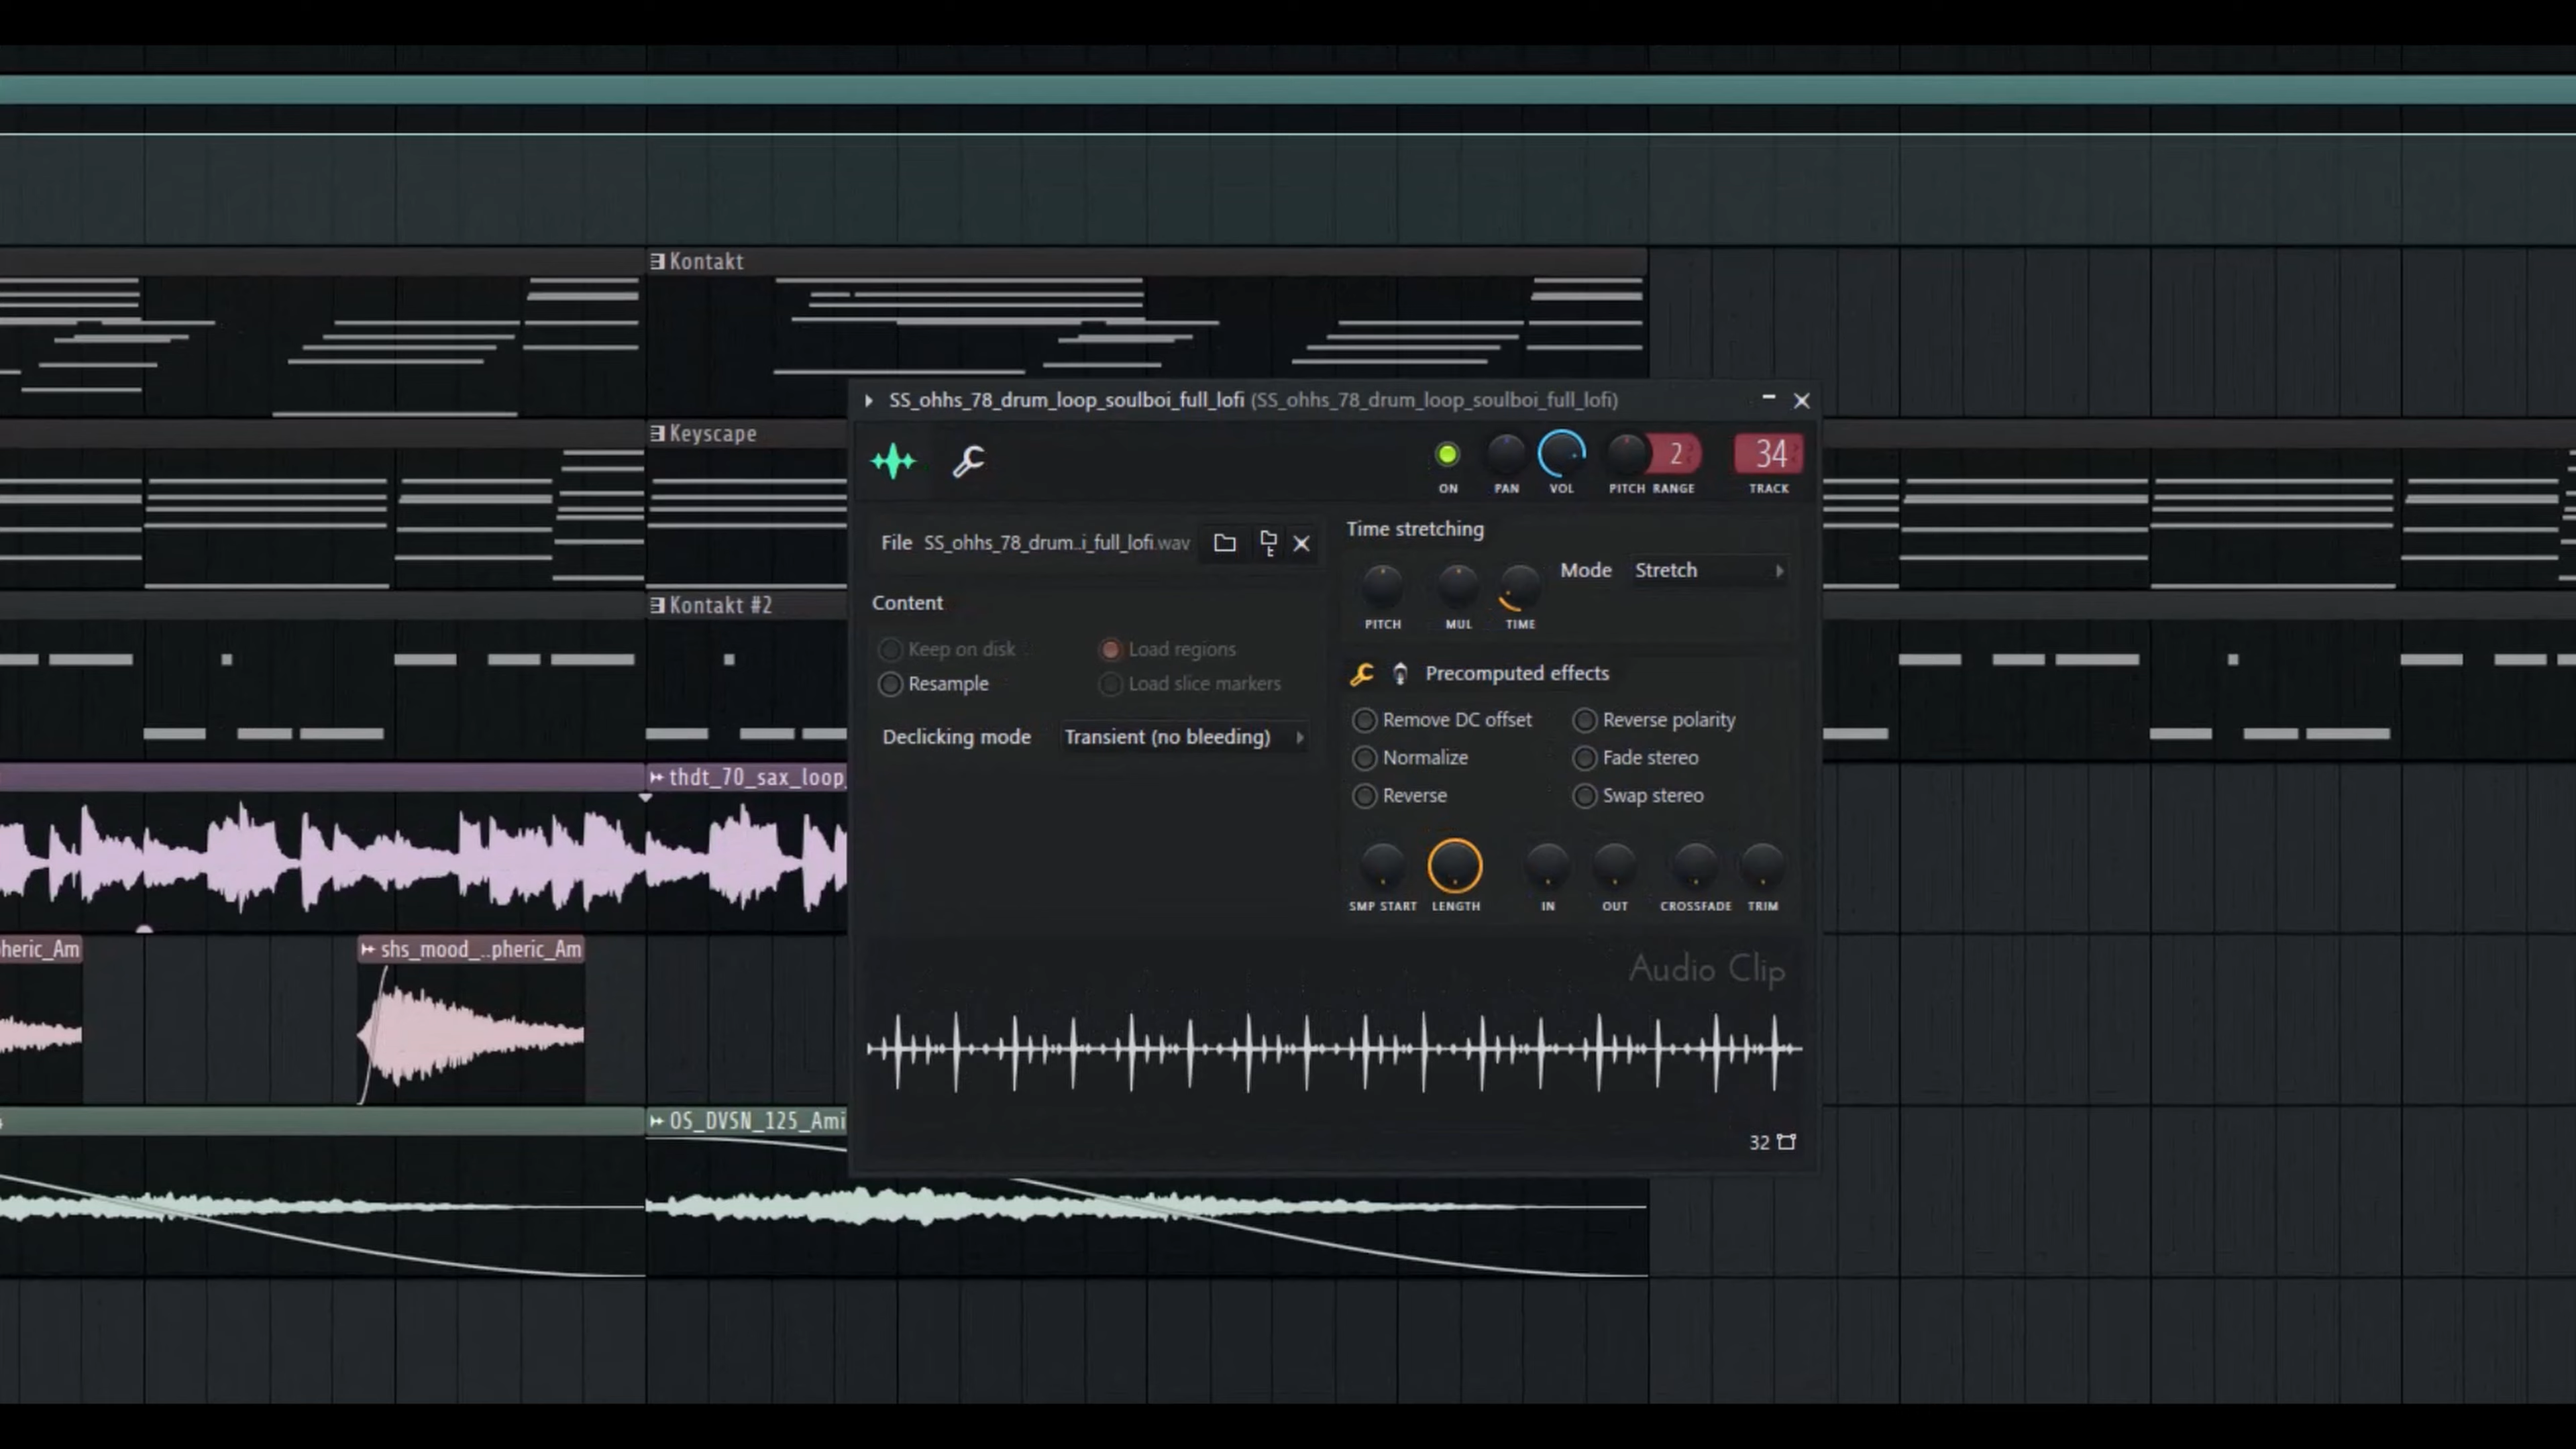 Kontakt
SS_ohhs_78_drum_loop_soulboi_full_lofi (SS_ohhs_78_drum_loop_soulboi_full_lofi)
Keyscape
2
34
ON PAN VOL PITCH RANGE TRACK
File SS_ohhs_78_drum..i_full_lofi.wav
Time stretching
Mode Stretch
PITCH MUL TIME
Content
Kontakt #2
Keep on disk Load regions
Resample Load slice markers
Precomputed effects
Remove DC offset Reverse polarity
Declicking mode Transient (no bleeding)
Normalize Fade stereo
thdt_70_sax_loop_
Reverse Swap stereo
SMP START LENGTH IN OUT CROSSFADE TRIM
heric_Am
shs_mood_..pheric_Am
Audio Clip
OS_DVSN_125_Ami
32